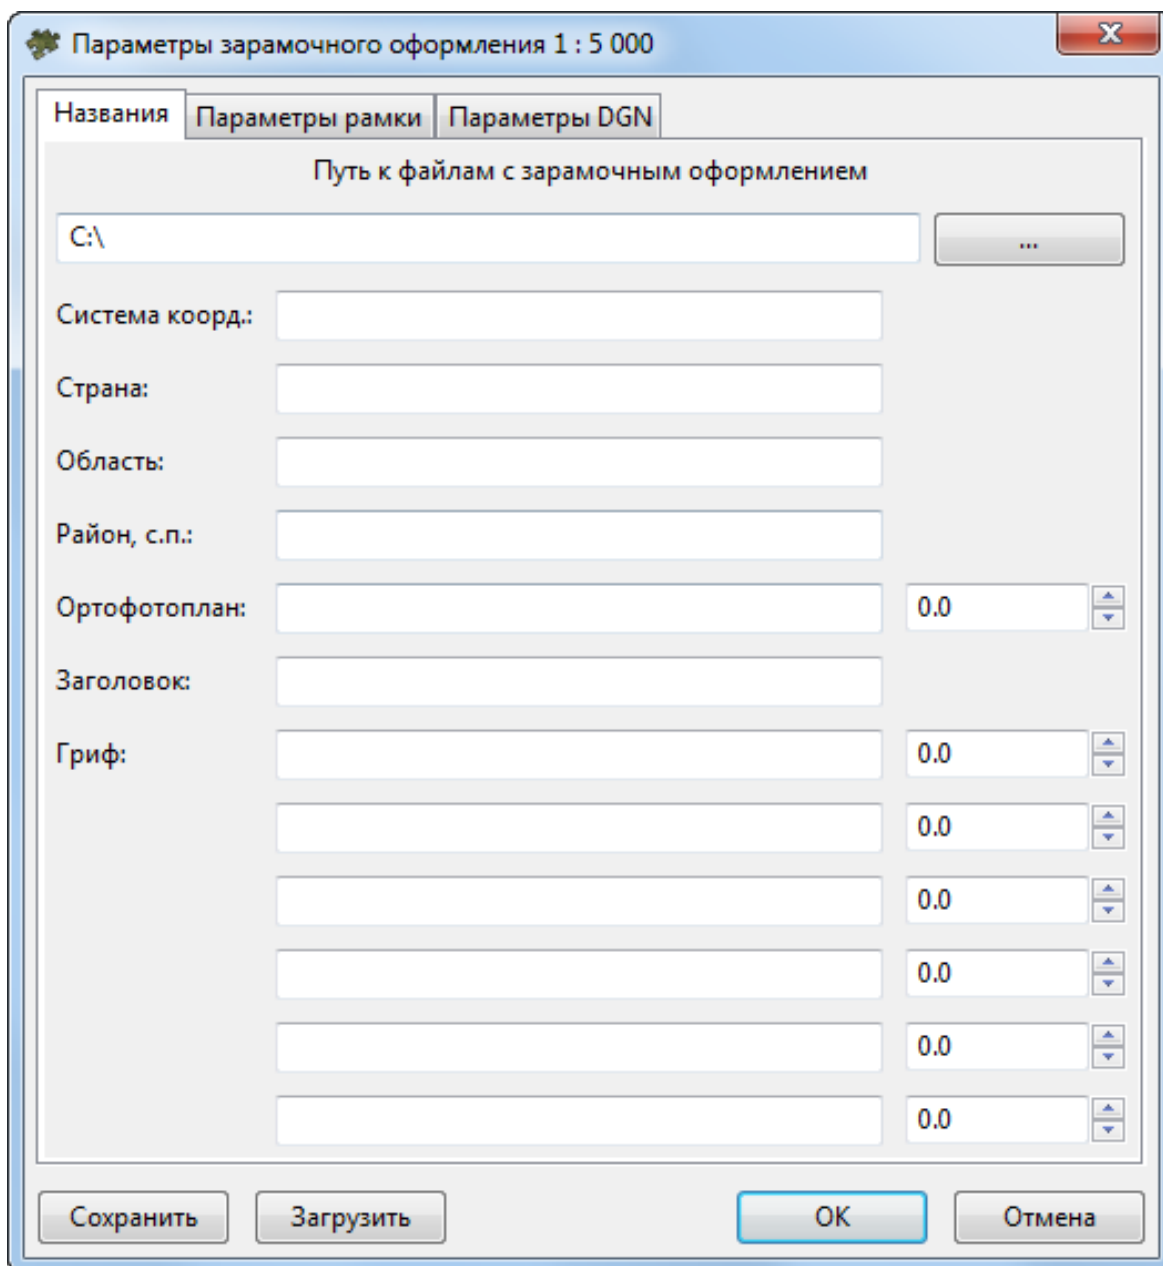 Параметры зарамочного оформления 1 : 5 000
Названия Параметры рамки Параметры DGN
Путь к файлам с зарамочным оформлением
C:\ ...
Система коорд.:
Страна:
Область:
Район, с.п.:
Ортофотоплан: 0.0
Заголовок:
Гриф: 0.0
0.0
0.0
0.0
0.0
0.0
Сохранить Загрузить ОК Отмена